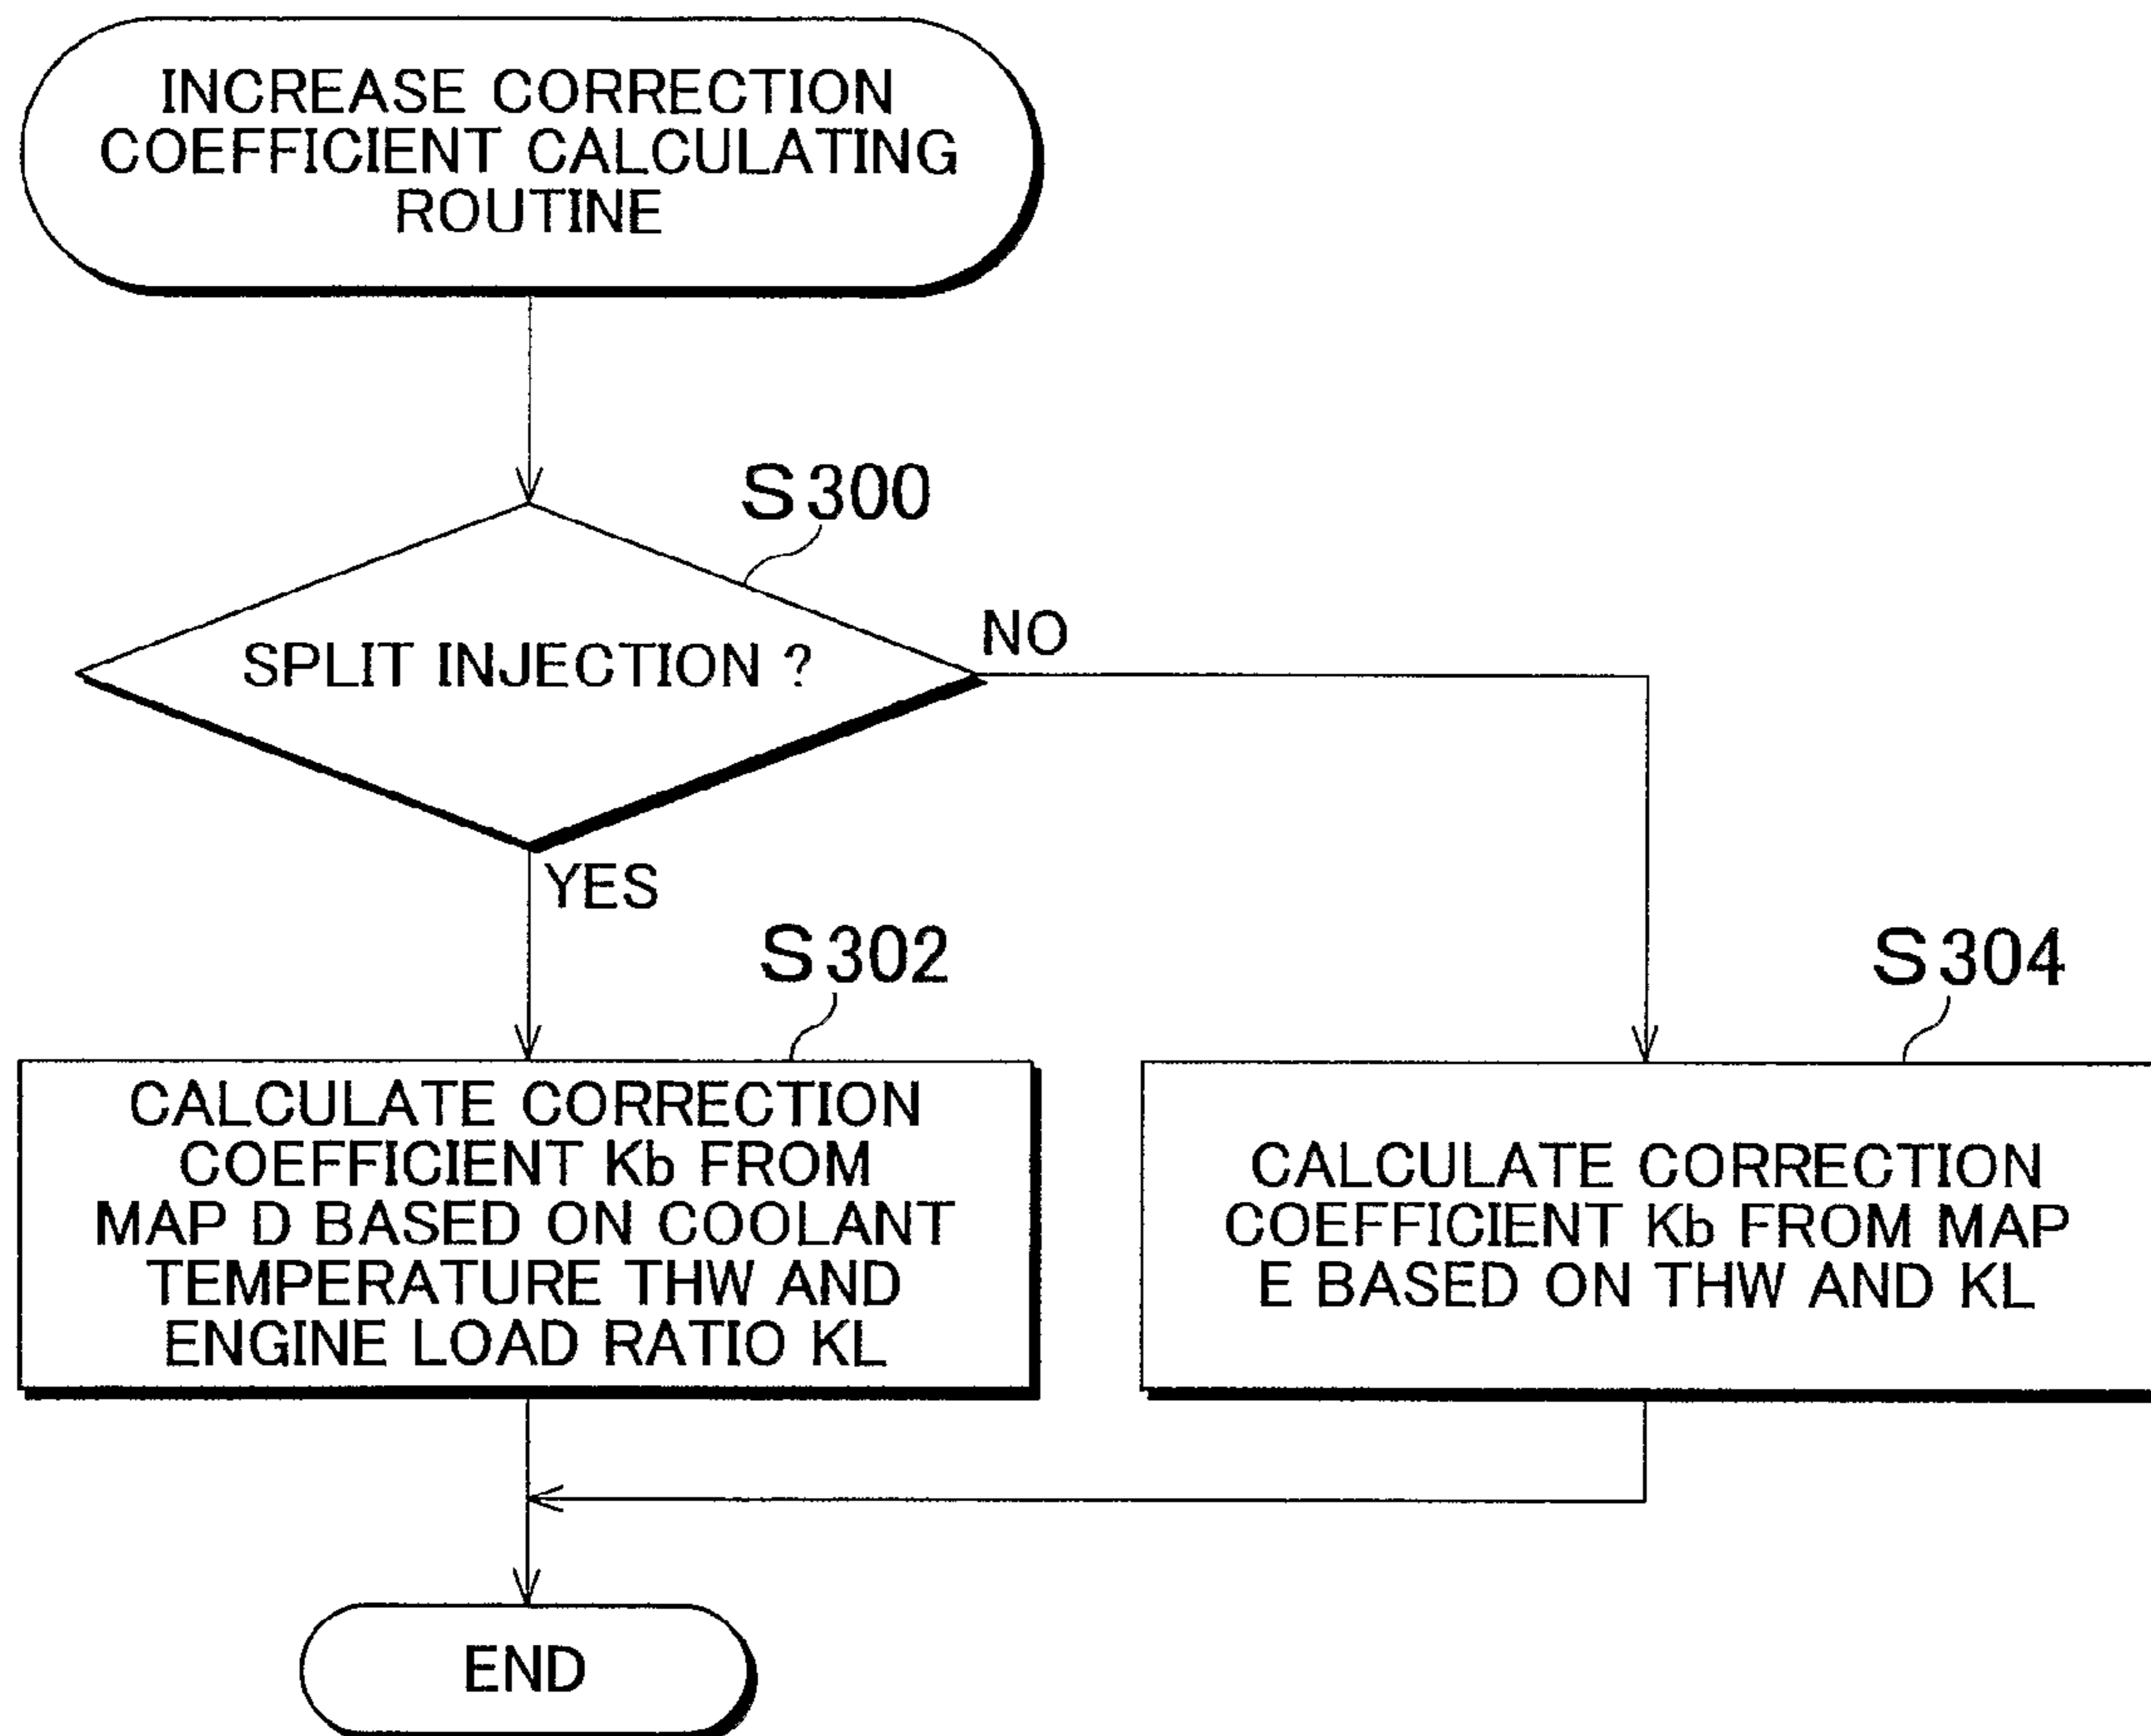 INCREASE CORRECTION
COEFFICIENT CALCULATING
ROUTINE
S300
SPLIT INJECTION ?
NO
YES
S302
CALCULATE CORRECTION
COEFFICIENT Kb FROM
MAP D BASED ON COOLANT
TEMPERATURE THW AND
ENGINE LOAD RATIO KL
S304
CALCULATE CORRECTION
COEFFICIENT Kb FROM MAP
E BASED ON THW AND KL
END